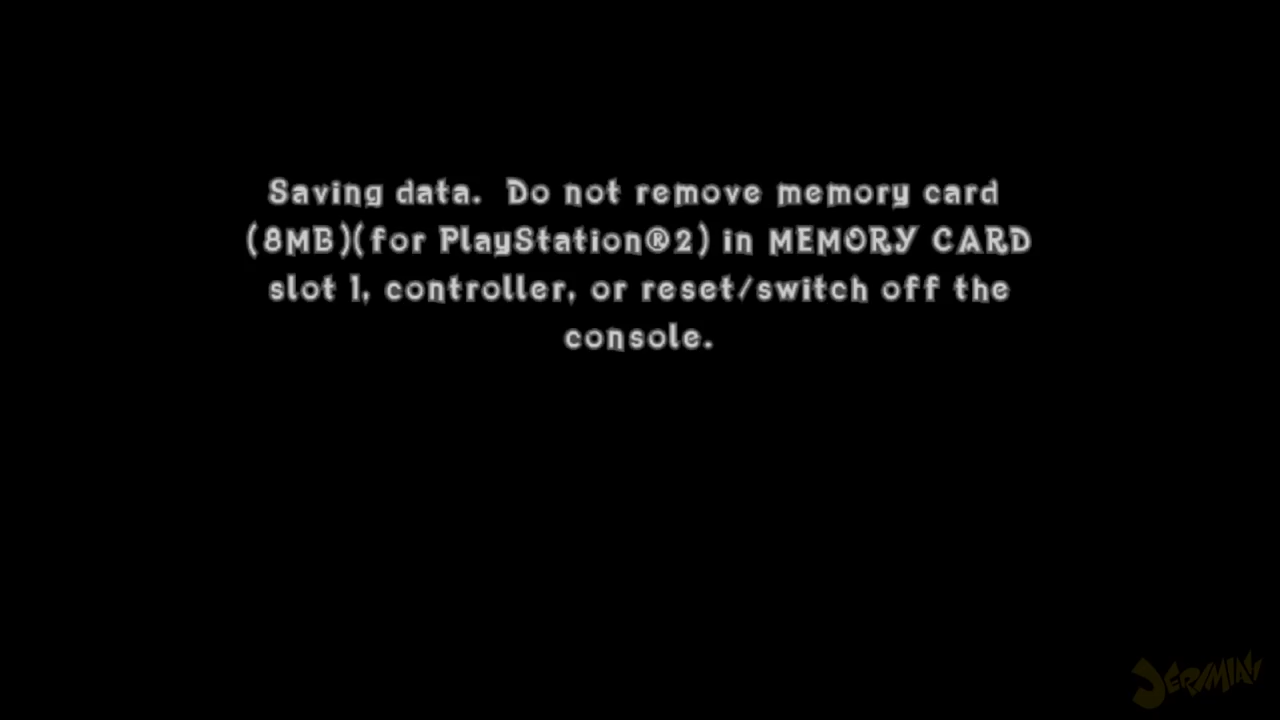 Saving data. Do not remove memory card
(8MB)(for PlayStation®2) in MEMORY CARD
slot 1, controller, or reset/switch off the
console.
JERIMIAH